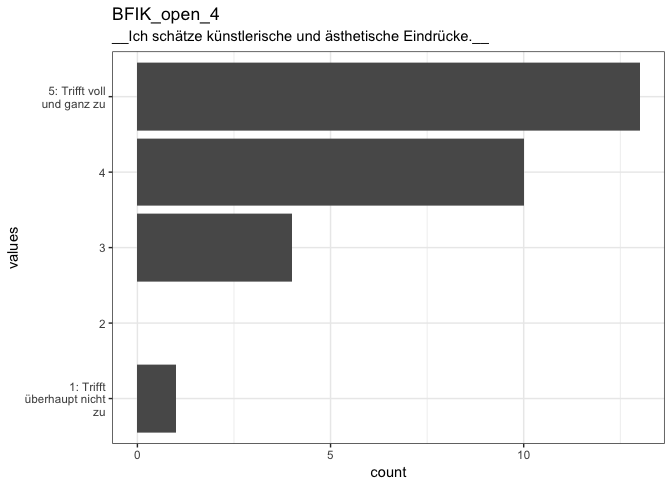 BFIK_open_4
__Ich schätze künstlerische und ästhetische Eindrücke.__
5: Trifft voll
und ganz zu
4
3
2
1: Trifft
überhaupt nicht
zu
values
0
5
10
count